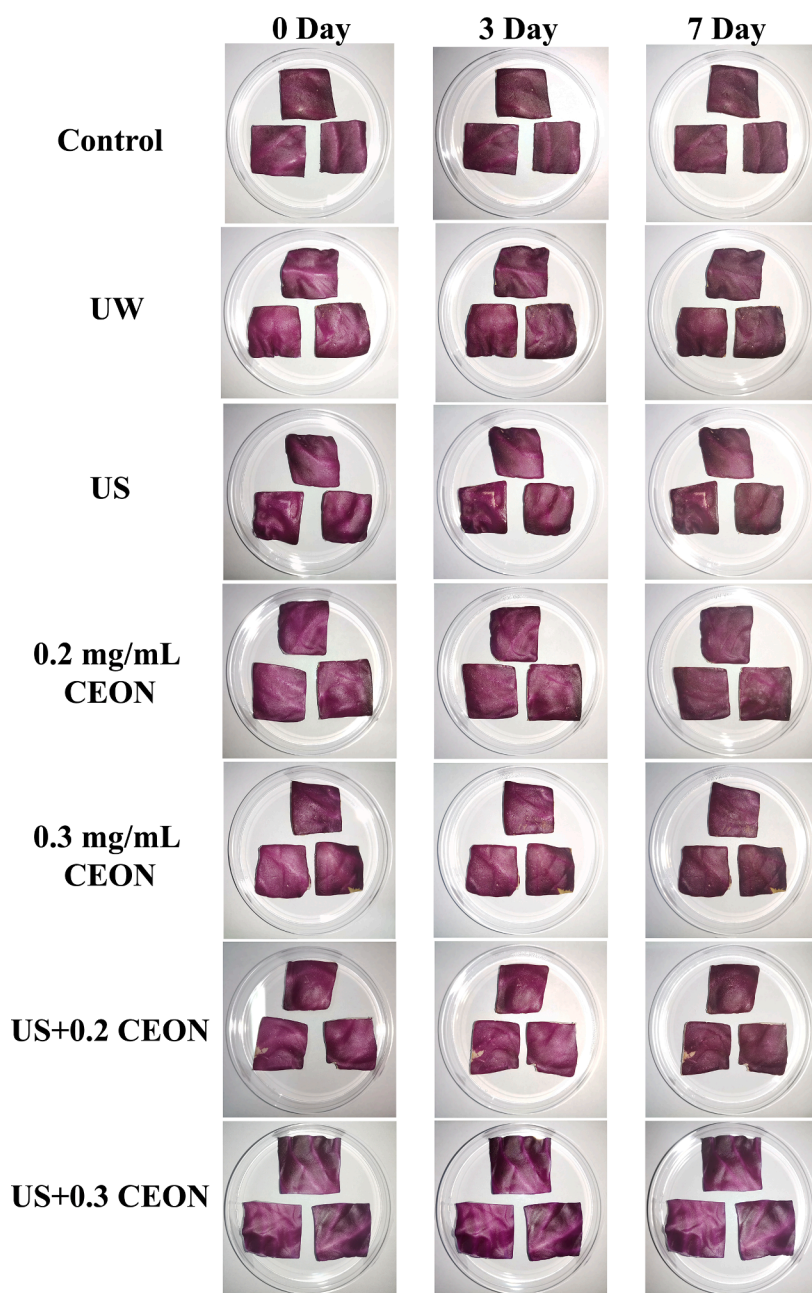 0 Day 3 Day 7 Day
Control
UW
US
0.2 mg/mL
CEON
0.3 mg/mL
CEON
US+0.2 CEON
US+0.3 CEON